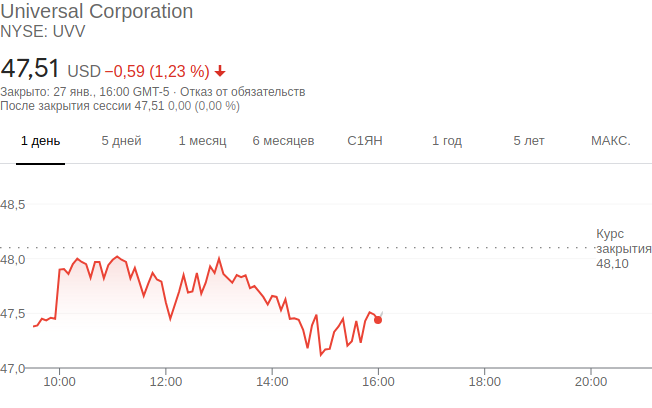 Universal Corporation
NYSE: UVV
47,51 USD −0,59 (1,23 %)
Закрыто: 27 янв., 16:00 GMT-5 · Отказ от обязательств
После закрытия сессии 47,51 0,00 (0,00 %)
1 день 5 дней 1 месяц 6 месяцев С1ЯН 1 год 5 лет МАКС.
48,5
Курс
закрытия
48,10
48,0
47,5
47,0
10:00 12:00 14:00 16:00 18:00 20:00